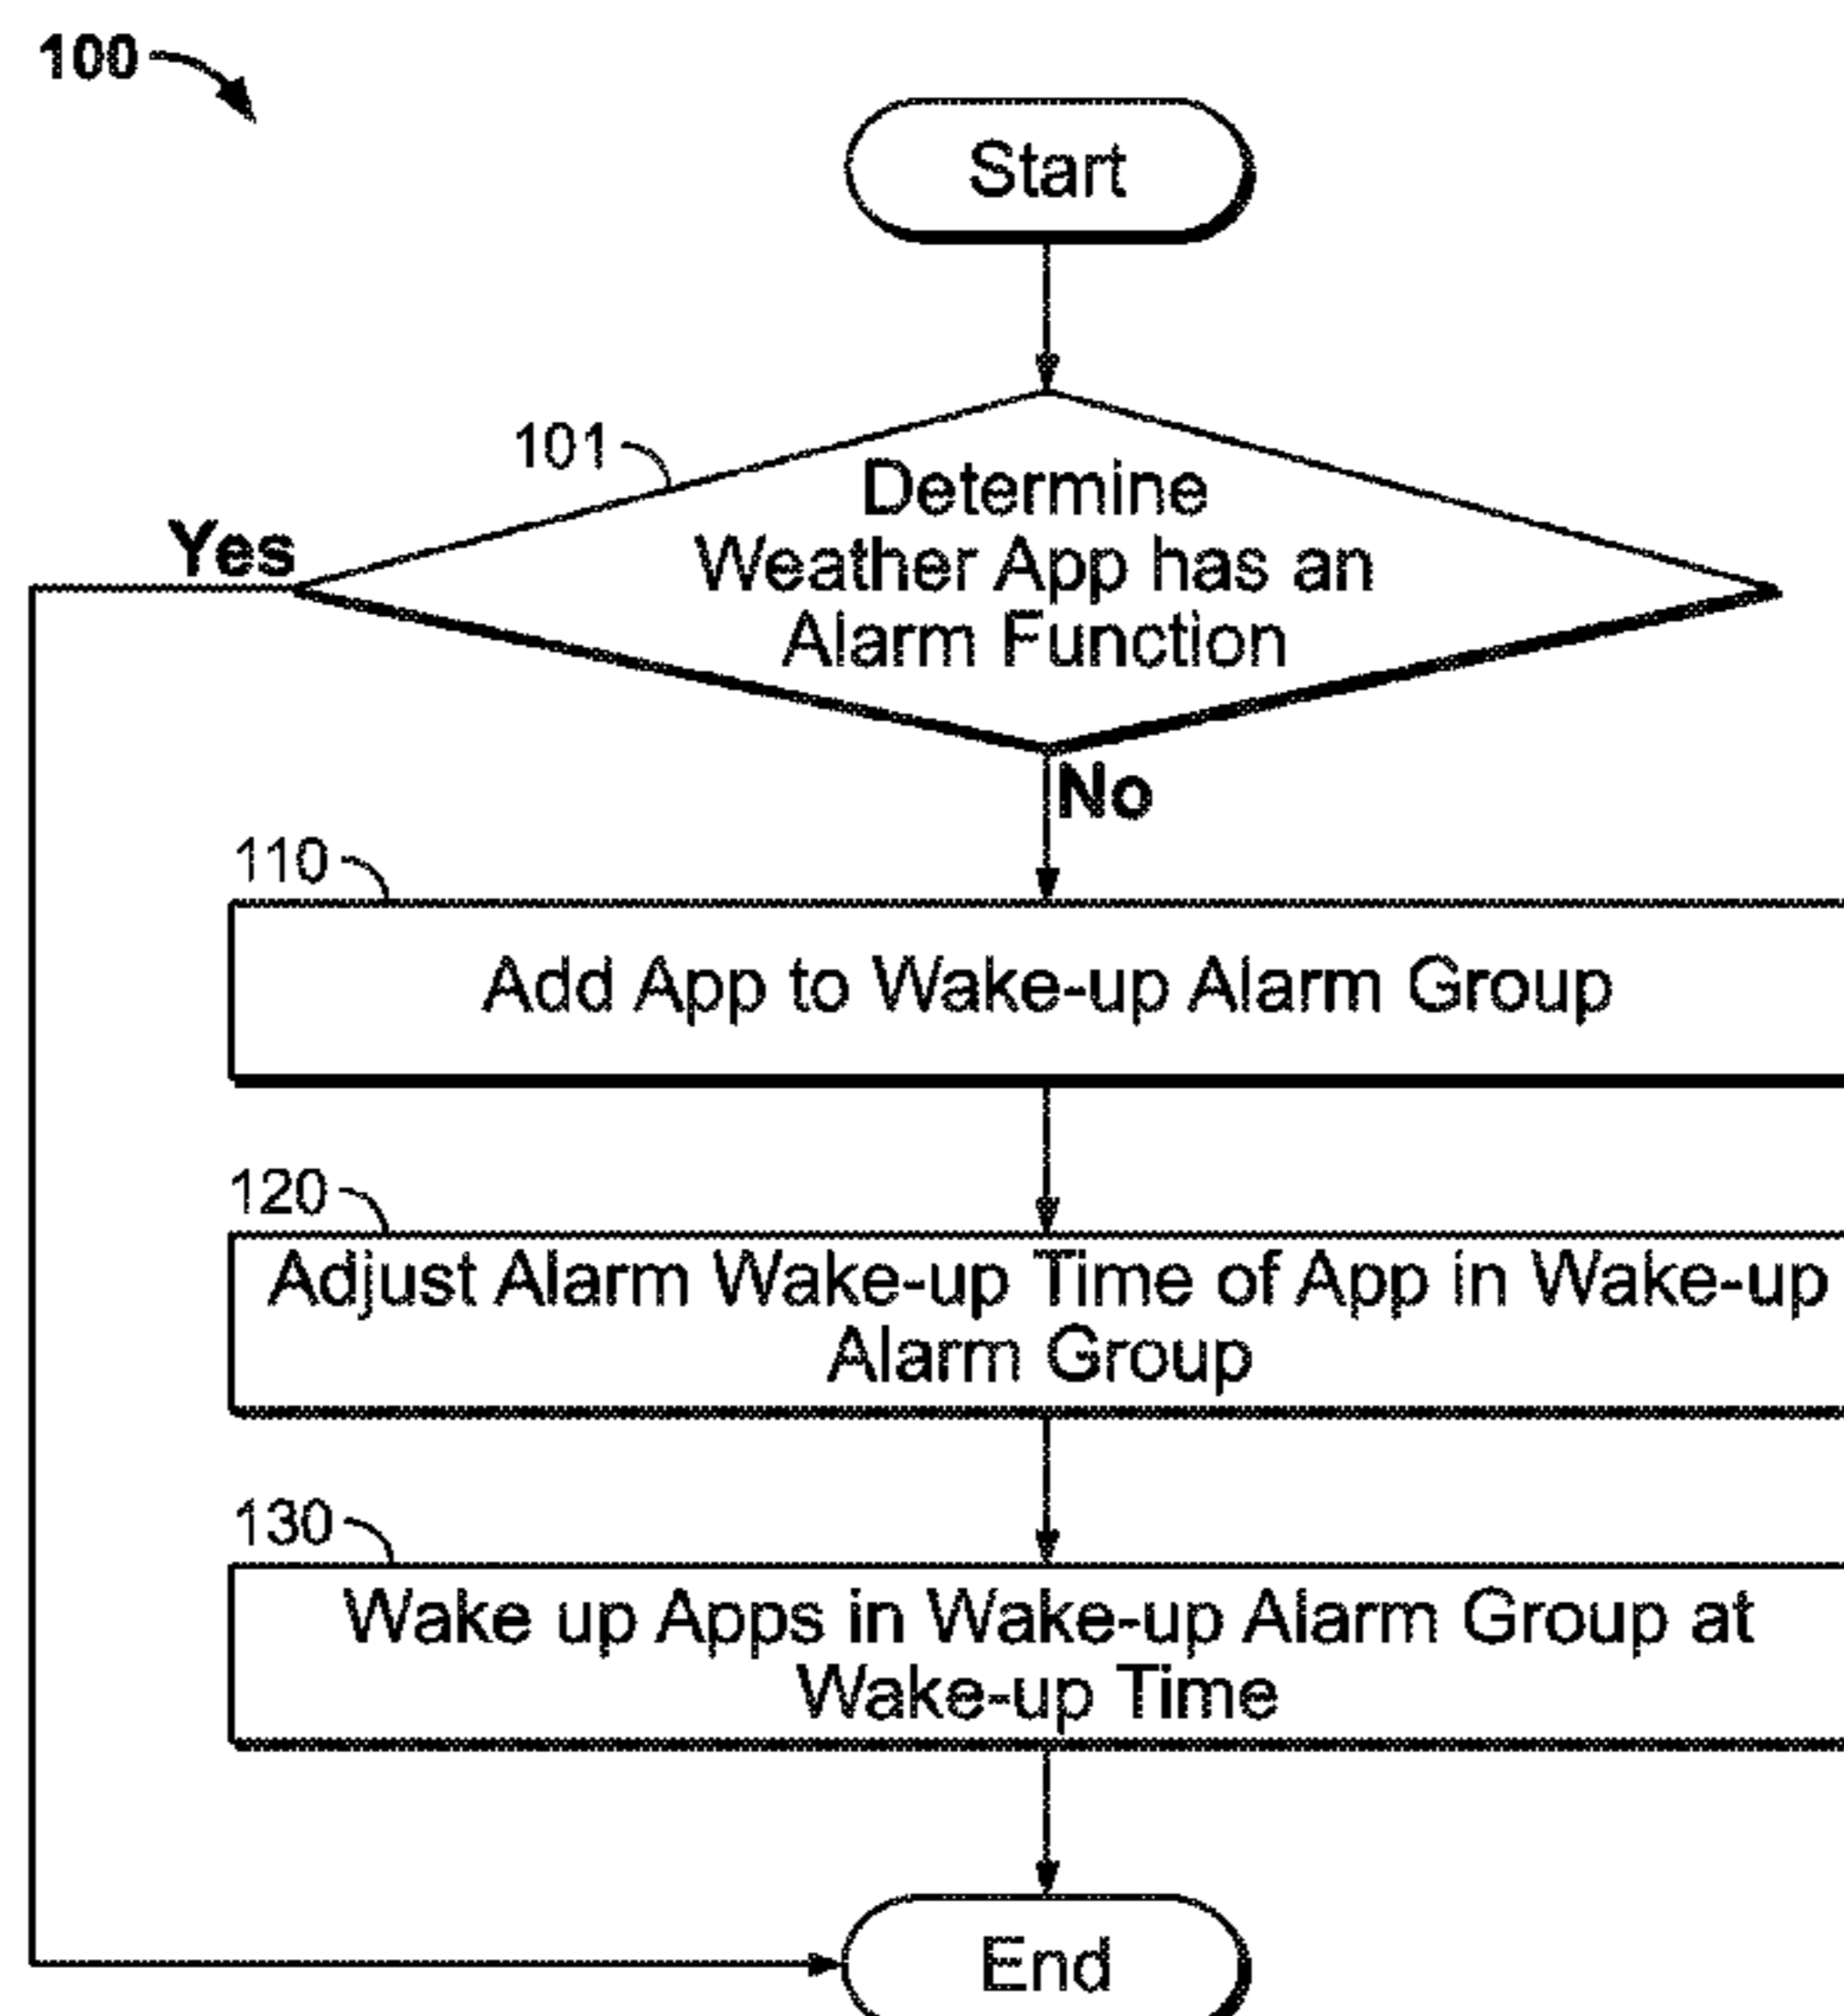 100
Start
101
Determine
Weather App has an
Alarm Function
Yes
No
110
Add App to Wake-up Alarm Group
120
Adjust Alarm Wake-up Time of App in Wake-up
Alarm Group
130
Wake up Apps in Wake-up Alarm Group at
Wake-up Time
End